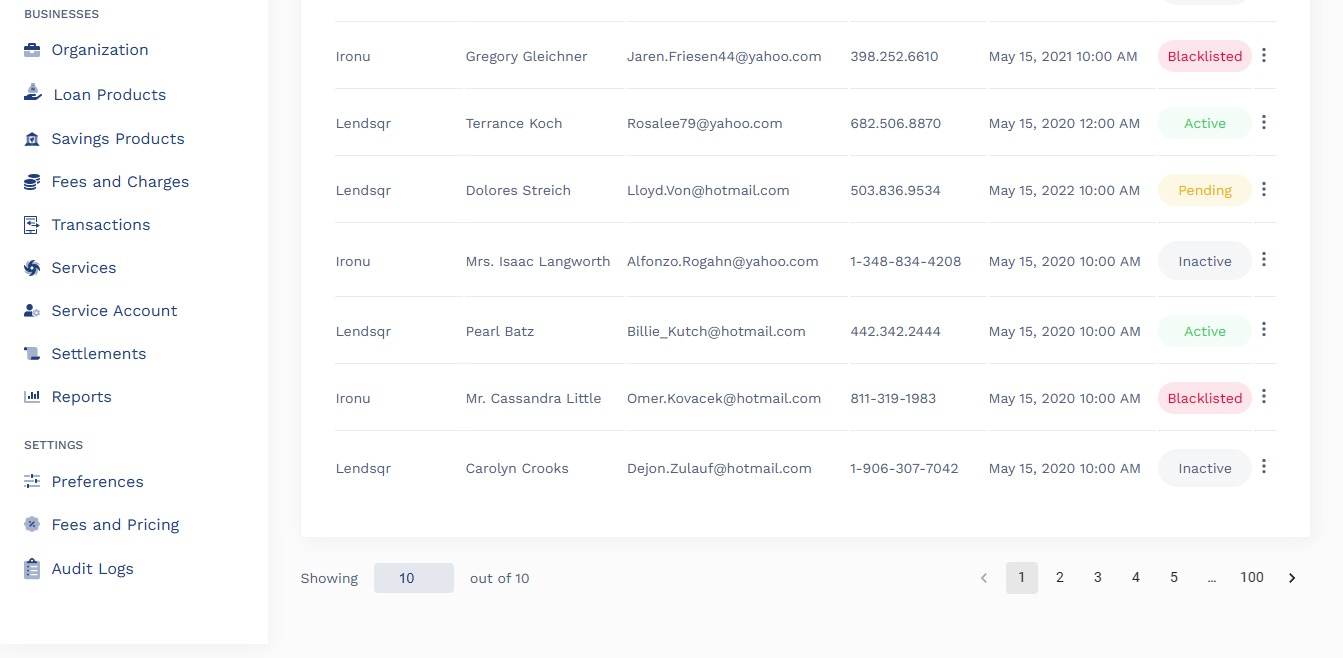 BUSINESSES
Organization
Loan Products
Savings Products
Fees and Charges
Transactions
Services
Service Account
Settlements
Reports
SETTINGS
Preferences
Fees and Pricing
Audit Logs
Ironu Gregory Gleichner Jaren.Friesen44@yahoo.com 398.252.6610 May 15, 2021 10:00 AM Blacklisted
Lendsqr Terrance Koch Rosalee79@yahoo.com 682.506.8870 May 15, 2020 12:00 AM Active
Lendsqr Dolores Streich Lloyd.Von@hotmail.com 503.836.9534 May 15, 2022 10:00 AM Pending
Ironu Mrs. Isaac Langworth Alfonzo.Rogahn@yahoo.com 1-348-834-4208 May 15, 2020 10:00 AM Inactive
Lendsqr Pearl Batz Billie_Kutch@hotmail.com 442.342.2444 May 15, 2020 10:00 AM Active
Ironu Mr. Cassandra Little Omer.Kovacek@hotmail.com 811-319-1983 May 15, 2020 10:00 AM Blacklisted
Lendsqr Carolyn Crooks Dejon.Zulauf@hotmail.com 1-906-307-7042 May 15, 2020 10:00 AM Inactive
Showing 10 out of 10
1 2 3 4 5 ... 100